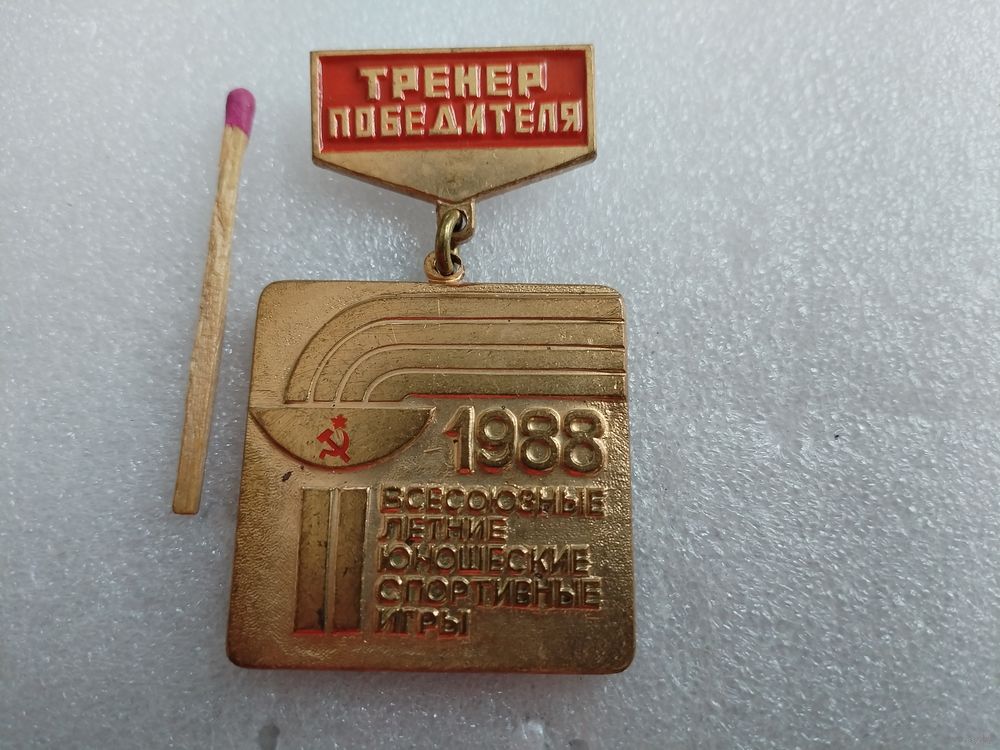 ТРЕНЕР
ПОБЕДИТЕЛЯ
1988
II
ВСЕСОЮЗНЫЕ
ЛЕТНИЕ
ЮНОШЕСКИЕ
СПОРТИВНЫЕ
ИГРЫ